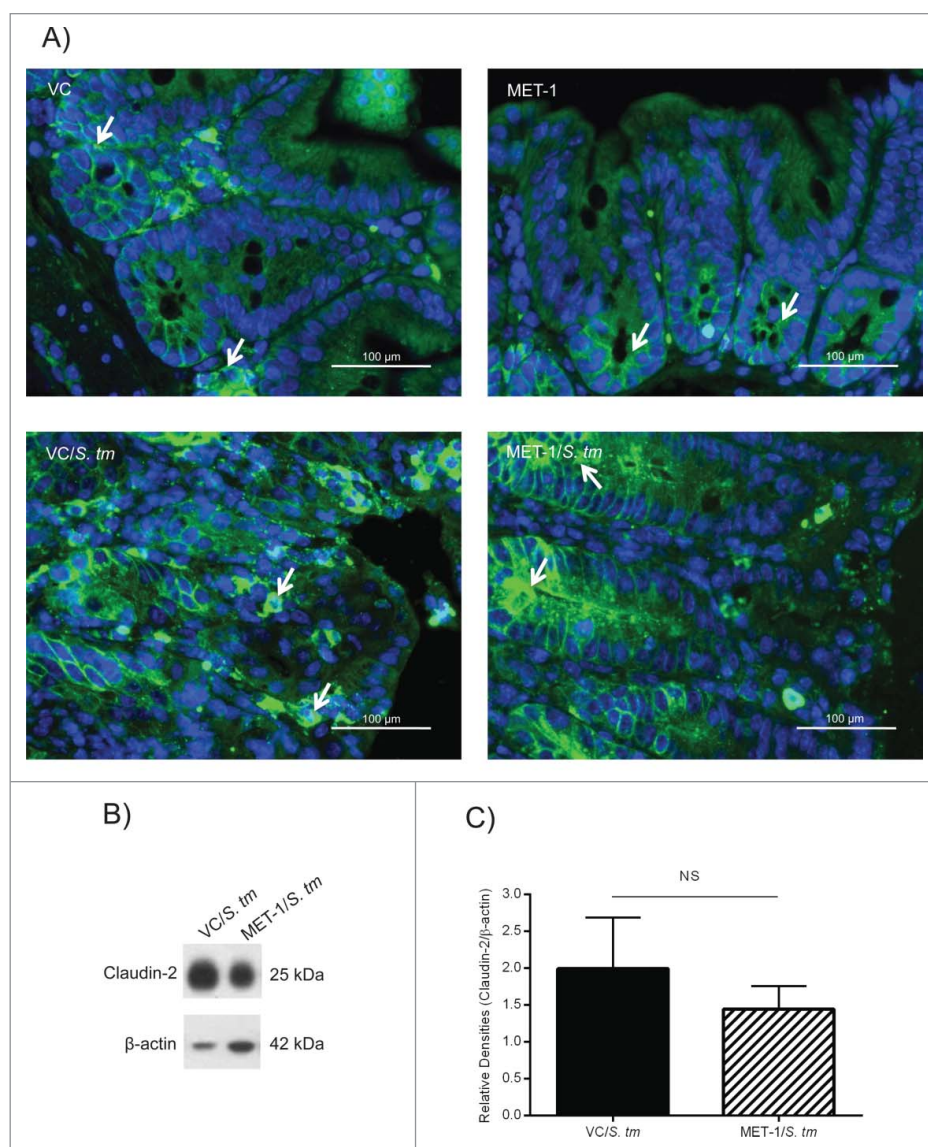 A)
VC
MET-1
100 µm
100 µm
VC/S. tm
MET-1/S. tm
100 µm
100 µm
B)
VC/S. tm
MET-1/S. tm
Claudin-2
25 kDa
β-actin
42 kDa
C)
NS
Relative Densities (Claudin-2/β-actin)
3.0
2.5
2.0
1.5
1.0
0.5
0.0
VC/S. tm
MET-1/S. tm